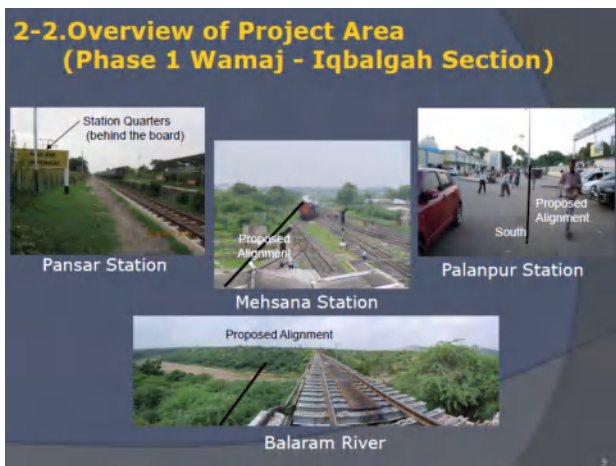 2-2.Overview of Project Area
(Phase 1 Wamaj - Iqbalgah Section)
Station Quarters
(behind the board)
Pansar Station
Proposed
Alignment
Mehsana Station
Proposed
Alignment
South
Palanpur Station
Proposed Alignment
Balaram River